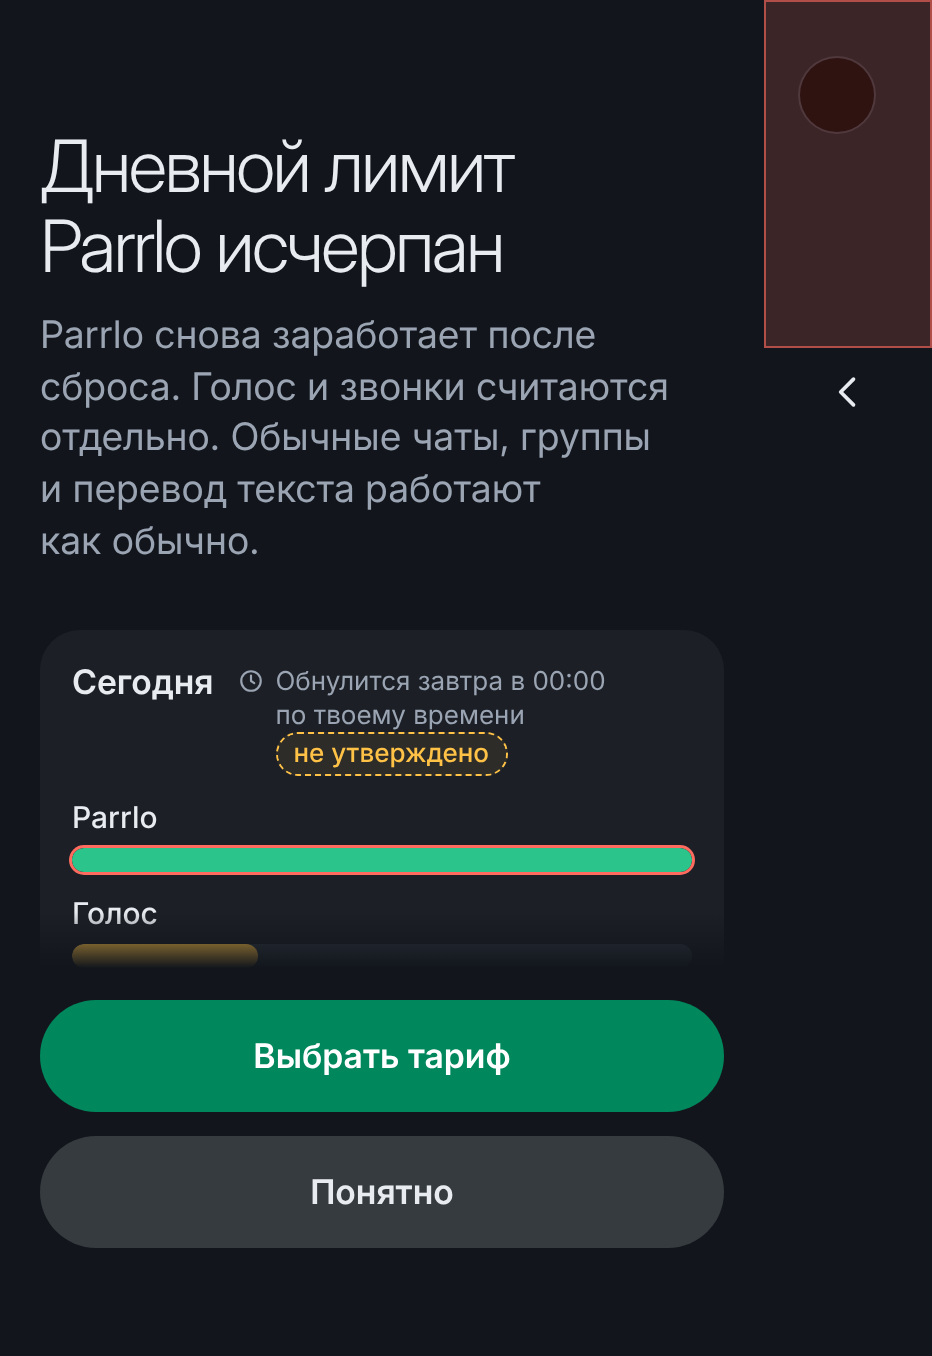 Дневной лимит
Parrlo исчерпан
Parrlo снова заработает после
сброса. Голос и звонки считаются
отдельно. Обычные чаты, группы
и перевод текста работают
как обычно.
Сегодня
Обнулится завтра в 00:00
по твоему времени
не утверждено
Parrlo
Голос
Выбрать тариф
Понятно